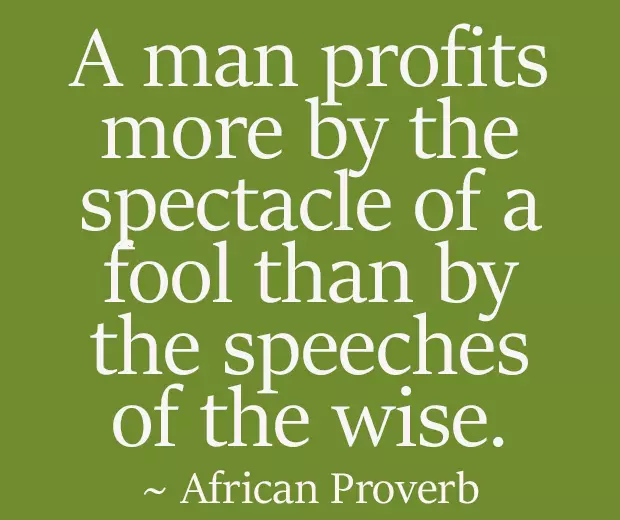 A man profits
more by the
spectacle of a
fool than by
the speeches
of the wise.
~ African Proverb